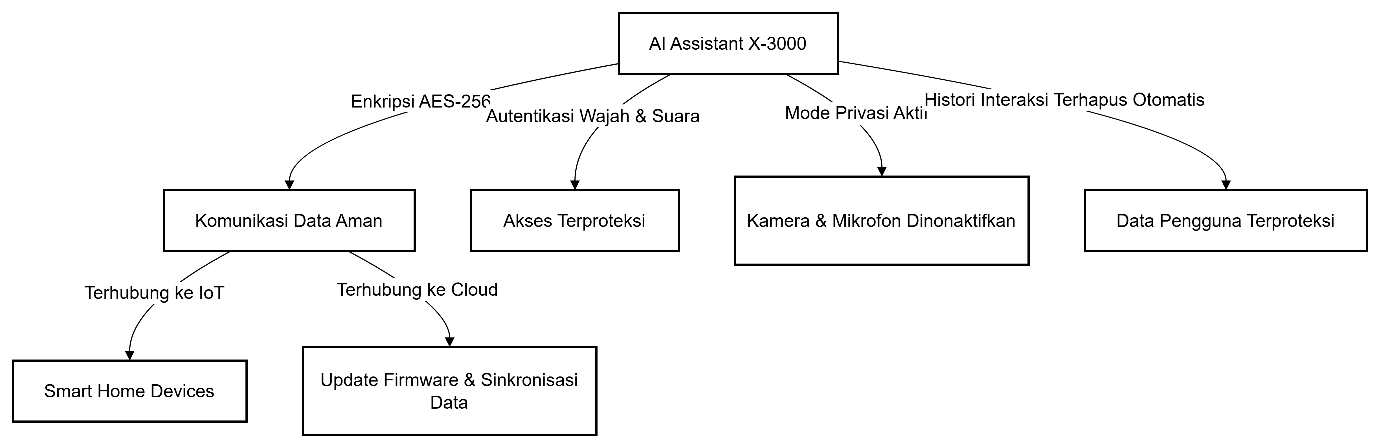 AI Assistant X-3000
Enkripsi AES-256
Autentikasi Wajah & Suara
Mode Privasi Aktif
Histori Interaksi Terhapus Otomatis
Komunikasi Data Aman
Akses Terproteksi
Kamera & Mikrofon Dinonaktifkan
Data Pengguna Terproteksi
Terhubung ke IoT
Terhubung ke Cloud
Smart Home Devices
Update Firmware & Sinkronisasi
Data